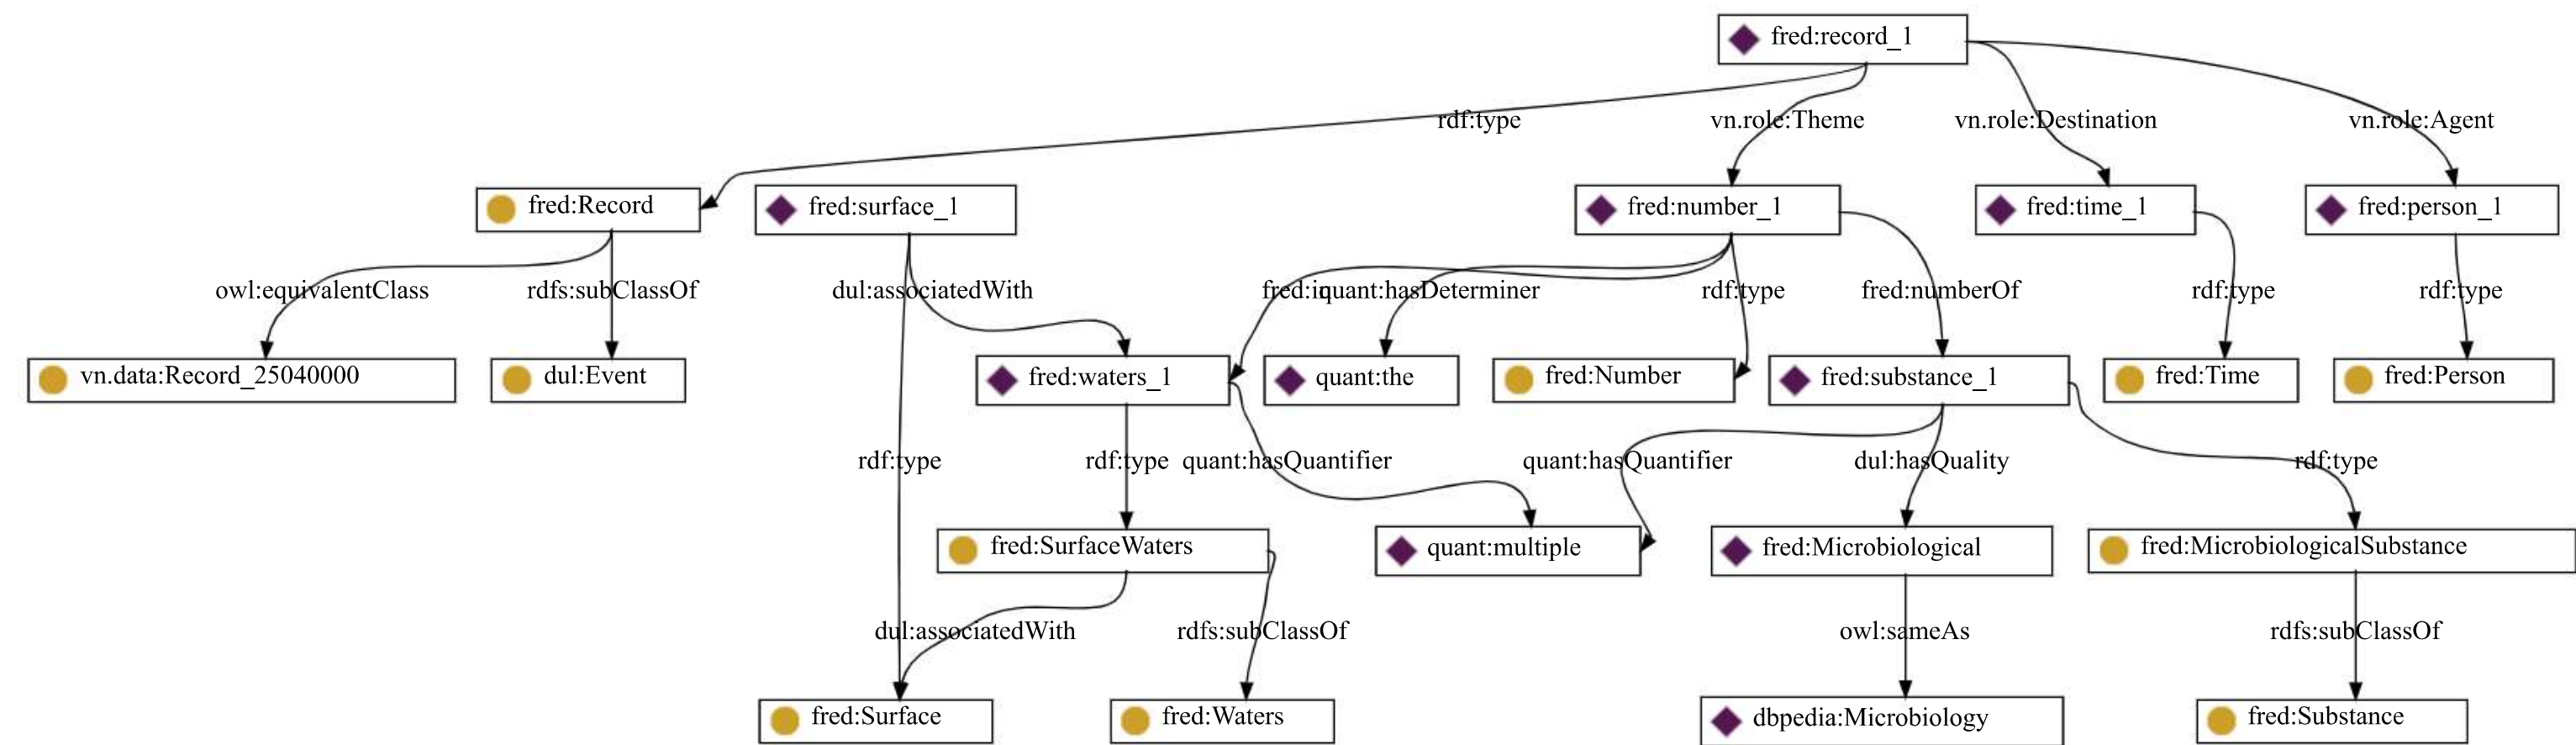 fred:record_1
rdf:type
vn.role:Theme
vn.role:Destination
vn.role:Agent
fred:Record
fred:surface_1
fred:number_1
fred:time_1
fred:person_1
owl:equivalentClass
rdfs:subClassOf
dul:associatedWith
fred:in
quant:hasDeterminer
rdf:type
fred:numberOf
rdf:type
rdf:type
vn.data:Record_25040000
dul:Event
fred:waters_1
quant:the
fred:Number
fred:substance_1
fred:Time
fred:Person
rdf:type
rdf:type
quant:hasQuantifier
quant:hasQuantifier
dul:hasQuality
rdf:type
fred:SurfaceWaters
quant:multiple
fred:Microbiological
fred:MicrobiologicalSubstance
dul:associatedWith
rdfs:subClassOf
owl:sameAs
rdfs:subClassOf
fred:Surface
fred:Waters
dbpedia:Microbiology
fred:Substance